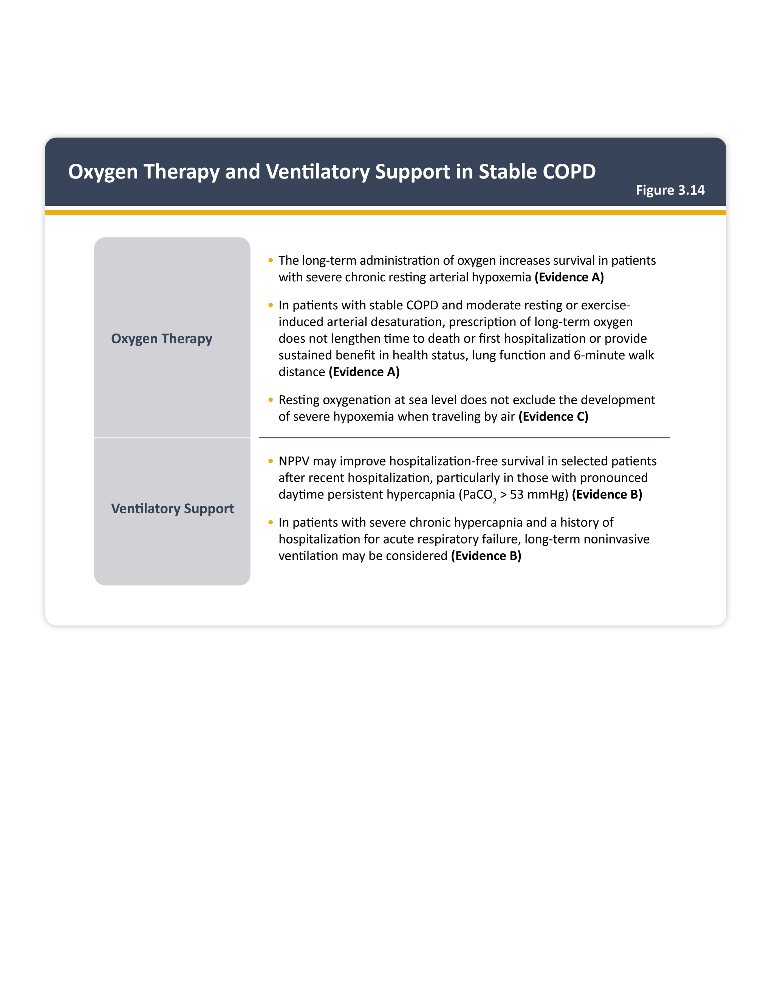 Oxygen Therapy and Ventilatory Support in Stable COPD
Figure 3.14
Oxygen Therapy
• The long-term administration of oxygen increases survival in patients
with severe chronic resting arterial hypoxemia (Evidence A)
• In patients with stable COPD and moderate resting or exercise-
induced arterial desaturation, prescription of long-term oxygen
does not lengthen time to death or first hospitalization or provide
sustained benefit in health status, lung function and 6-minute walk
distance (Evidence A)
• Resting oxygenation at sea level does not exclude the development
of severe hypoxemia when traveling by air (Evidence C)
Ventilatory Support
• NPPV may improve hospitalization-free survival in selected patients
after recent hospitalization, particularly in those with pronounced
daytime persistent hypercapnia (PaCO₂ > 53 mmHg) (Evidence B)
• In patients with severe chronic hypercapnia and a history of
hospitalization for acute respiratory failure, long-term noninvasive
ventilation may be considered (Evidence B)